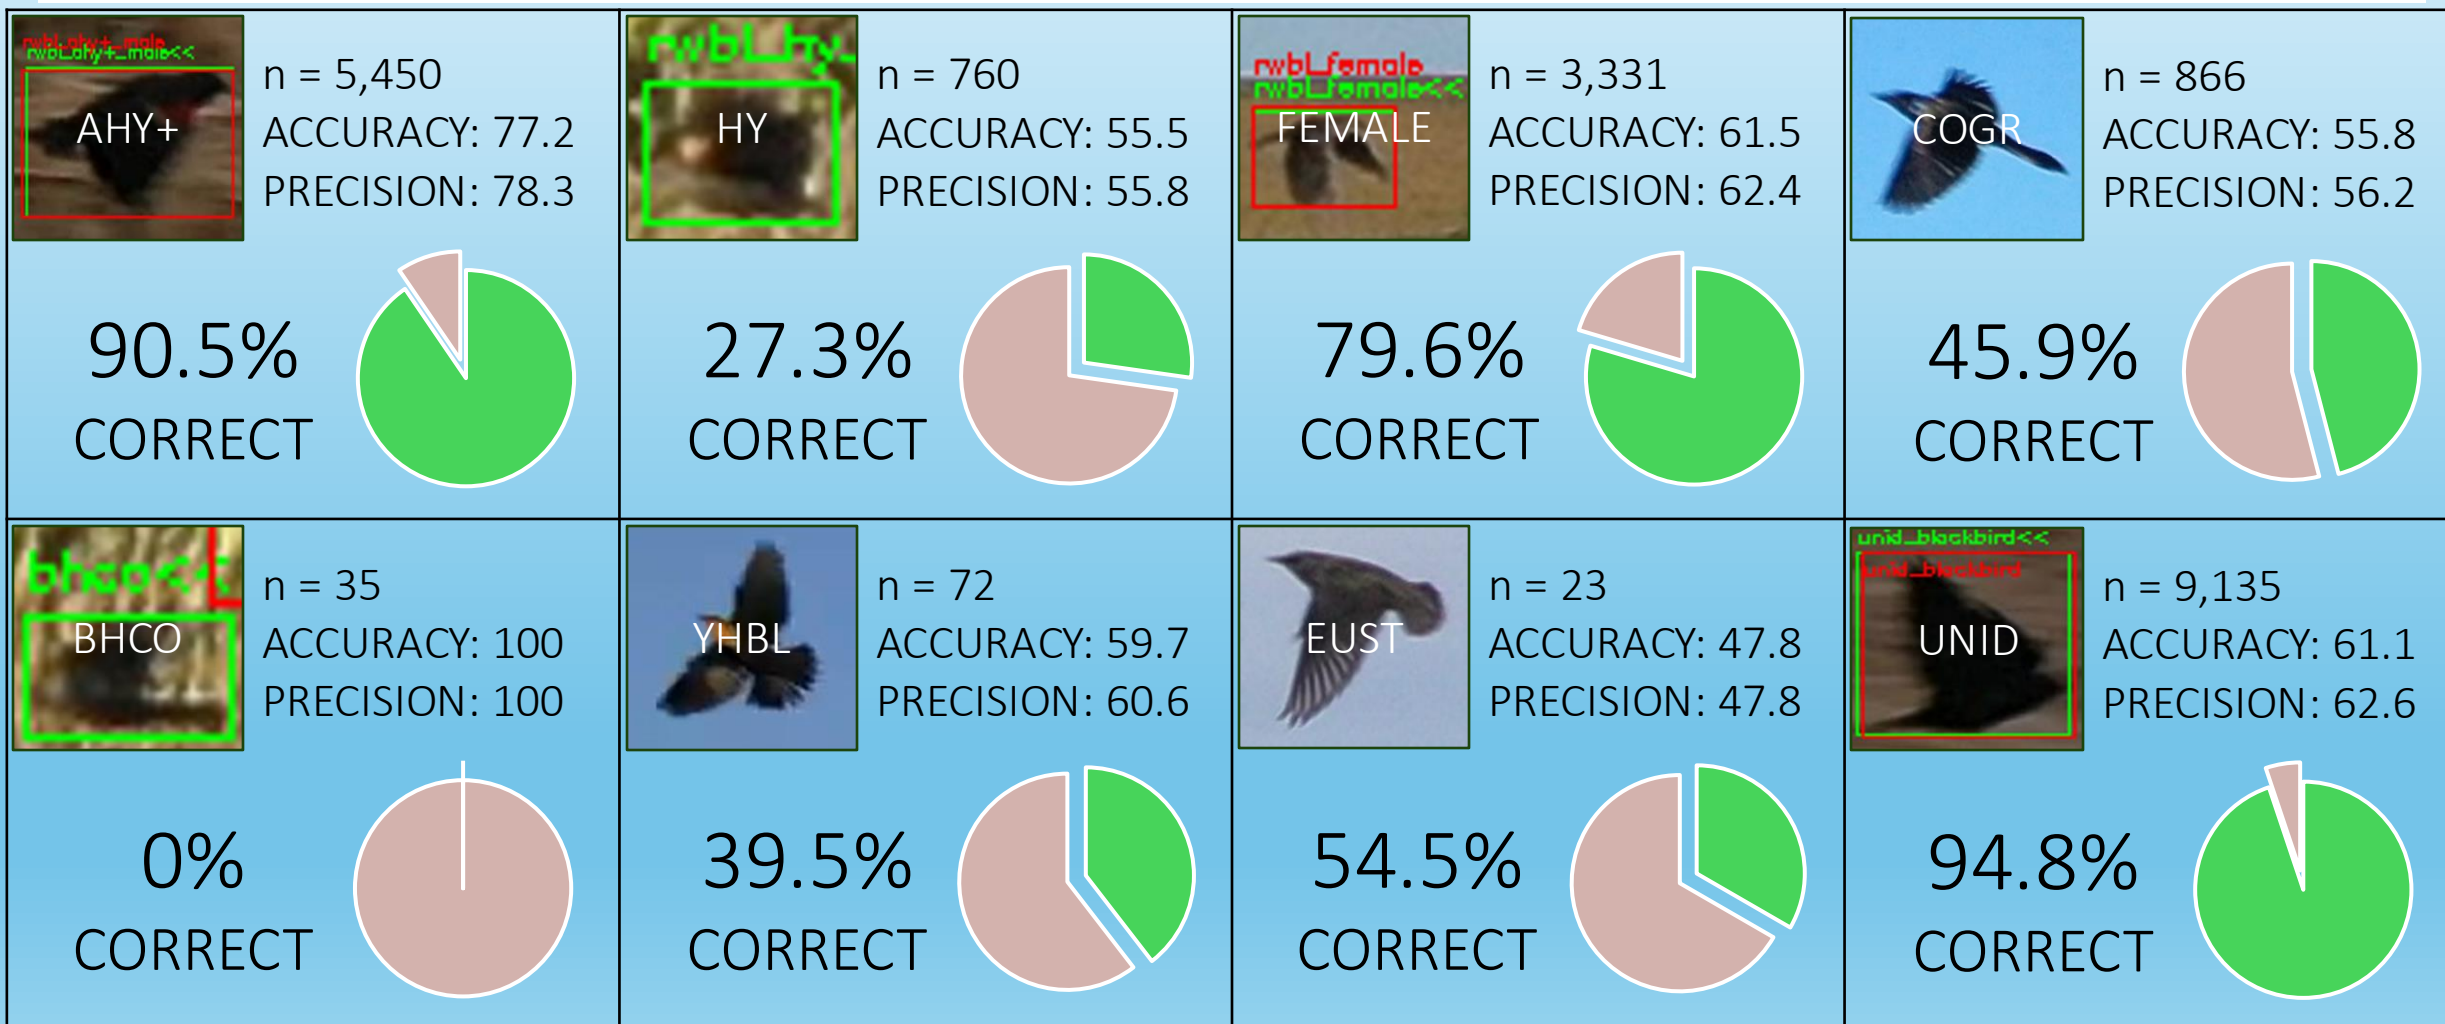 rwbl_ahy+_male
rwbl_ahy+_male<<
AHY+
n = 5,450
ACCURACY: 77.2
PRECISION: 78.3
90.5%
CORRECT
rwbl_hy_
HY
n = 760
ACCURACY: 55.5
PRECISION: 55.8
27.3%
CORRECT
rwbl_female
rwbl_female<<
FEMALE
n = 3,331
ACCURACY: 61.5
PRECISION: 62.4
79.6%
CORRECT
COGR
n = 866
ACCURACY: 55.8
PRECISION: 56.2
45.9%
CORRECT
bhco<<
BHCO
n = 35
ACCURACY: 100
PRECISION: 100
0%
CORRECT
YHBL
n = 72
ACCURACY: 59.7
PRECISION: 60.6
39.5%
CORRECT
EUST
n = 23
ACCURACY: 47.8
PRECISION: 47.8
54.5%
CORRECT
unid_blackbird<<
unid_blackbird
UNID
n = 9,135
ACCURACY: 61.1
PRECISION: 62.6
94.8%
CORRECT